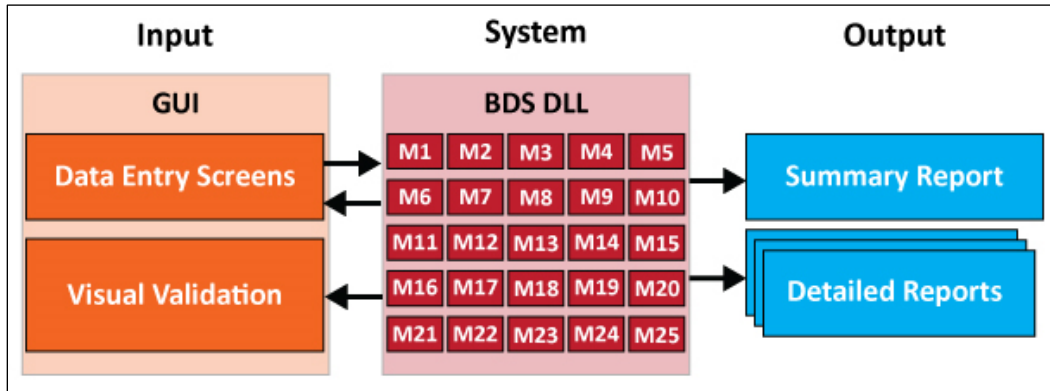 Input
System
Output
GUI
BDS DLL
Data Entry Screens
Visual Validation
M1 M2 M3 M4 M5
M6 M7 M8 M9 M10
M11 M12 M13 M14 M15
M16 M17 M18 M19 M20
M21 M22 M23 M24 M25
Summary Report
Detailed Reports